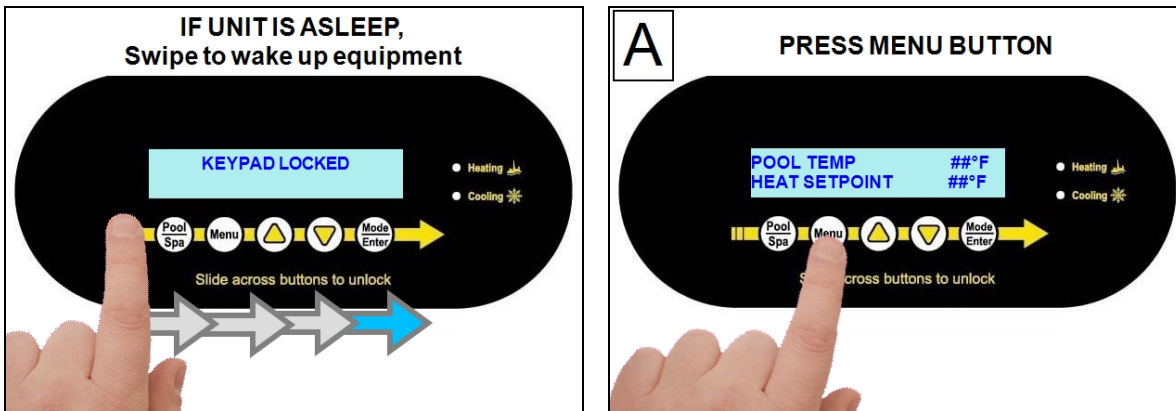 IF UNIT IS ASLEEP,
Swipe to wake up equipment
KEYPAD LOCKED
Heating
Cooling
Pool
Spa
Menu
Mode
Enter
Slide across buttons to unlock
A
PRESS MENU BUTTON
POOL TEMP ##°F
HEAT SETPOINT ##°F
Heating
Cooling
Pool
Spa
Menu
Mode
Enter
cross buttons to unlock